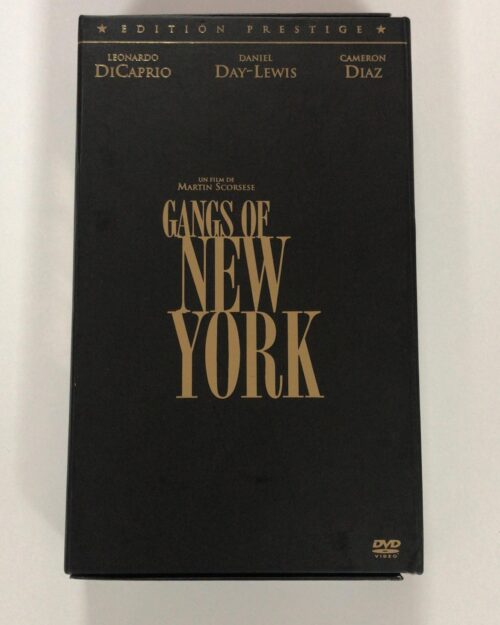 ★ EDITION PRESTIGE ★
LEONARDO DICAPRIO
DANIEL DAY-LEWIS
CAMERON DIAZ
UN FILM DE
MARTIN SCORSESE
GANGS OF
NEW
YORK
DVD
VIDEO